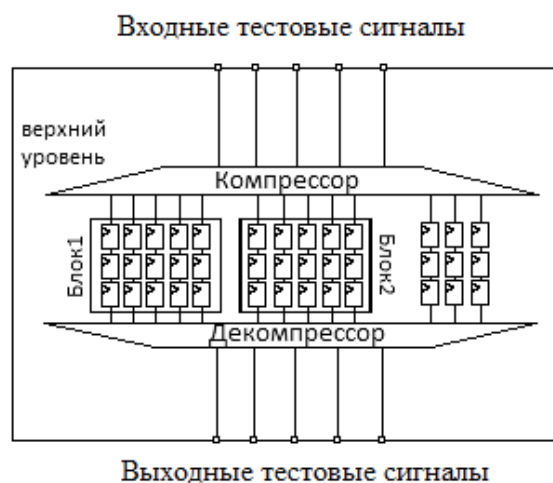 Входные тестовые сигналы
верхний
уровень
Компрессор
Блок1
Блок2
Декомпрессор
Выходные тестовые сигналы